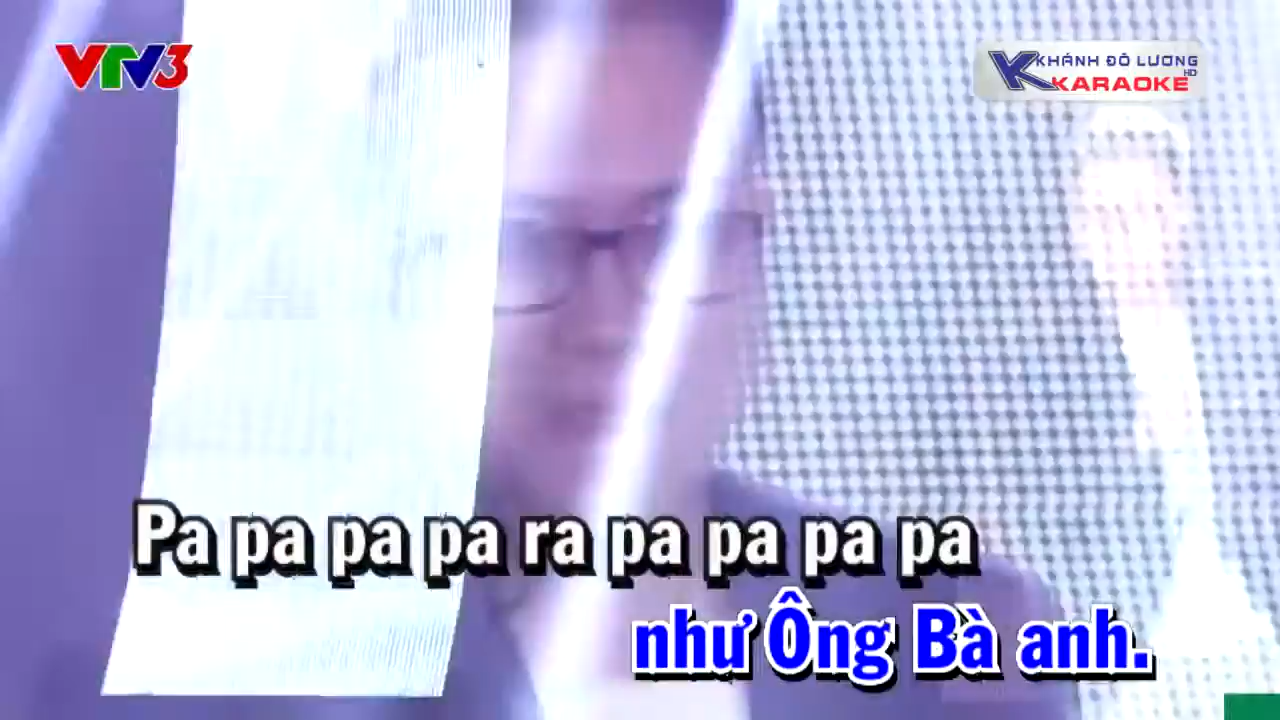 VTV3
KHÁNH ĐÔ LƯƠNG
KARAOKE HD
Pa pa pa pa ra pa pa pa pa
như Ông Bà anh.